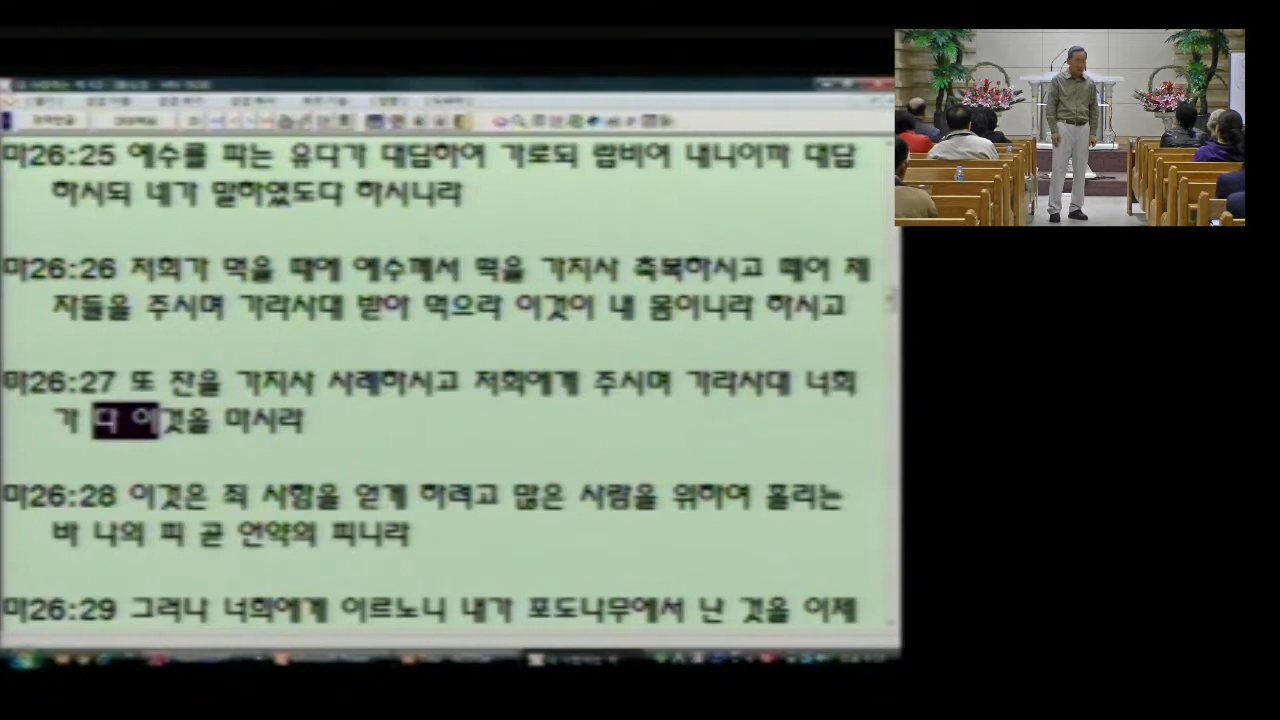 마26:25 예수를 파는 유다가 대답하여 가로되 랍비여 내니이까 대답
하시되 네가 말하였도다 하시니라
마26:26 저희가 먹을 때에 예수께서 떡을 가지사 축복하시고 떼어 제
자들을 주시며 가라사대 받아 먹으라 이것이 내 몸이니라 하시고
마26:27 또 잔을 가지사 사례하시고 저희에게 주시며 가라사대 너희
가 다 이것을 마시라
마26:28 이것은 죄 사함을 얻게 하려고 많은 사람을 위하여 흘리는
바 나의 피 곧 언약의 피니라
마26:29 그러나 너희에게 이르노니 내가 포도나무에서 난 것을 이제